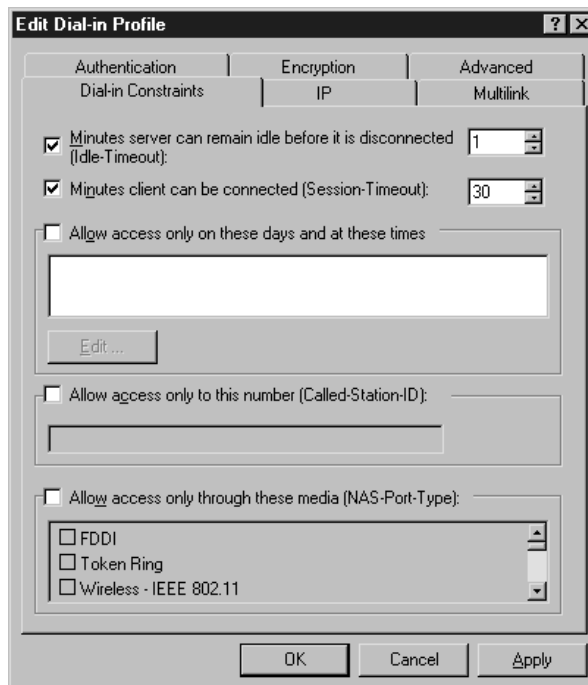 Edit Dial-in Profile
Authentication Encryption Advanced
Dial-in Constraints IP Multilink
Minutes server can remain idle before it is disconnected
(Idle-Timeout):
1
Minutes client can be connected (Session-Timeout):
30
Allow access only on these days and at these times
Edit ...
Allow access only to this number (Called-Station-ID):
Allow access only through these media (NAS-Port-Type):
FDDI
Token Ring
Wireless - IEEE 802.11
OK Cancel Apply